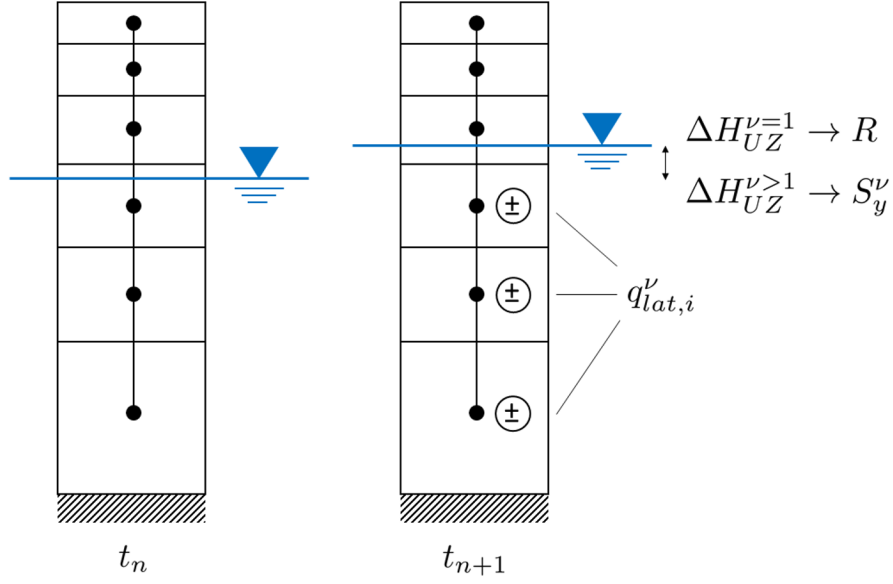 ΔH_{UZ}^{ν=1} → R
ΔH_{UZ}^{ν>1} → S_y^ν
±
±
q_{lat,i}^ν
±
t_n
t_{n+1}